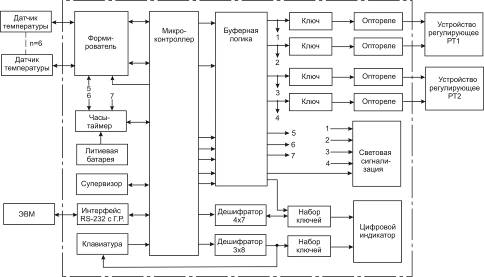 Датчик
температуры
n=6
Датчик
температуры
Форми-
рователь
5
6
7
Часы-
таймер
Литиевая
батарея
Супервизор
ЭВМ
Интерфейс
RS-232 с Г.Р.
Клавиатура
Микро-
контроллер
Буферная
логика
Ключ
Оптореле
1
Ключ
Оптореле
2
Устройство
регулирующее
РТ1
Ключ
Оптореле
3
Ключ
Оптореле
4
Устройство
регулирующее
РТ2
5
6
7
1
2
3
4
Световая
сигнали-
зация
Дешифратор
4x7
Набор
ключей
Дешифратор
3x8
Набор
ключей
Цифровой
индикатор